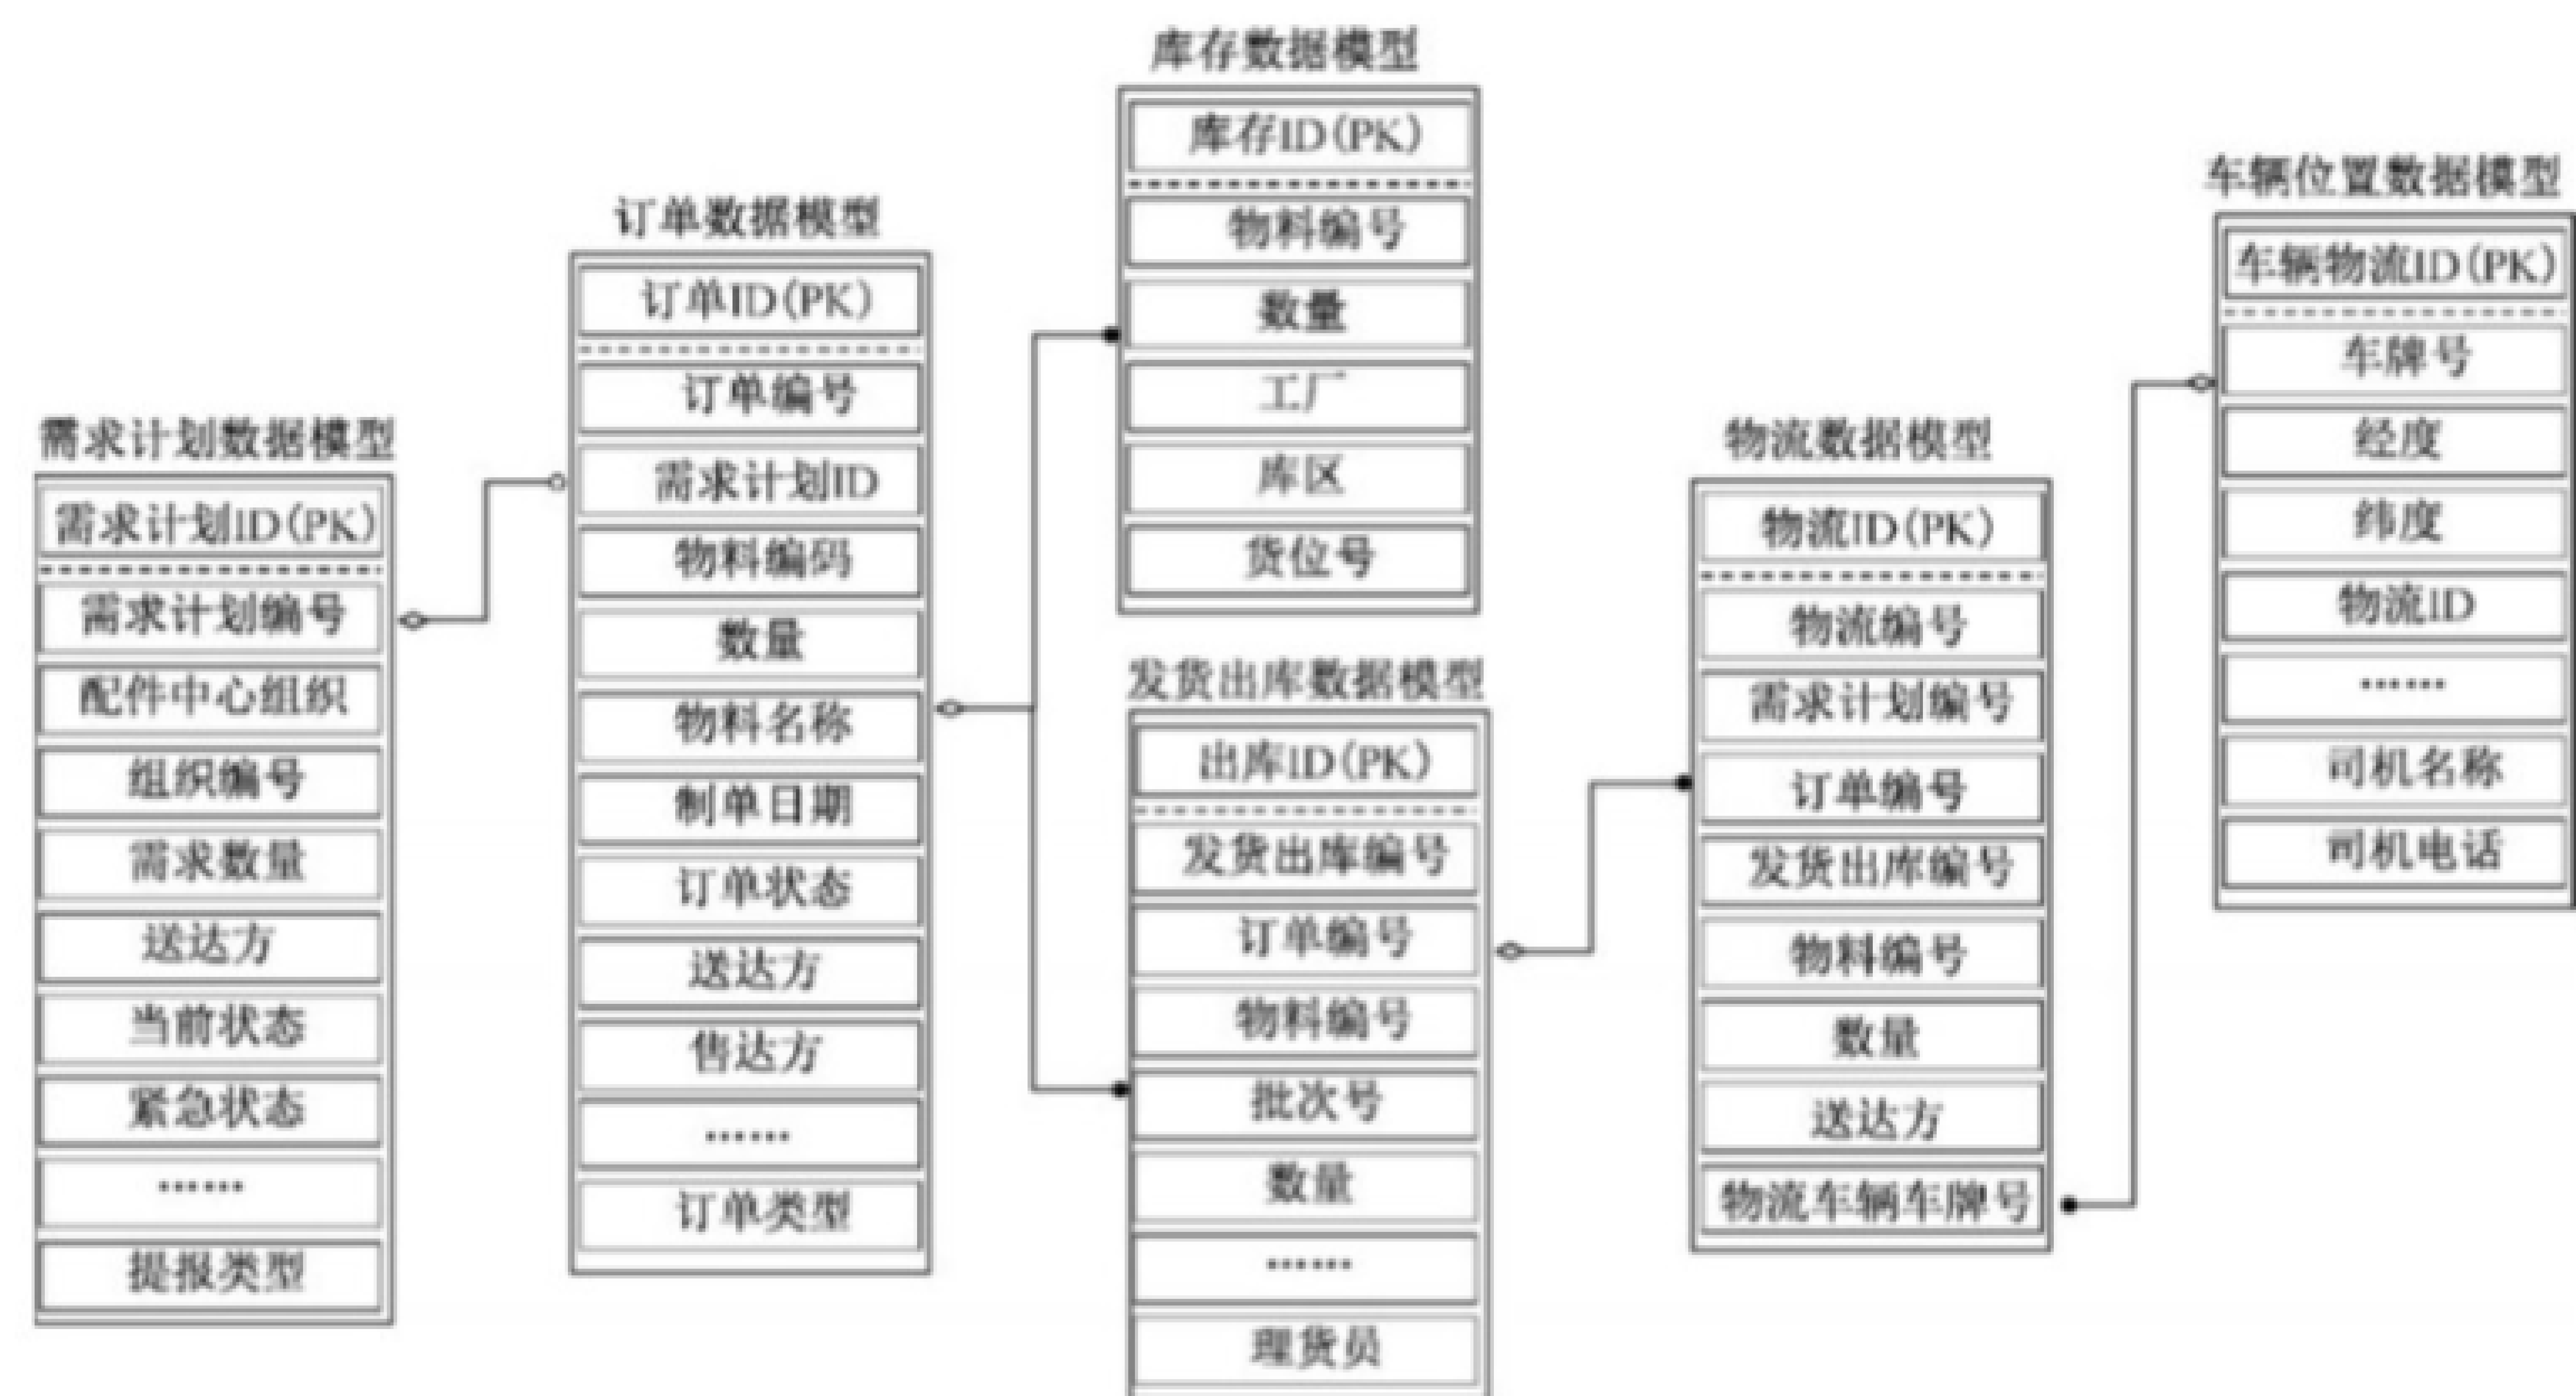 需求计划数据模型
需求计划ID(PK)
需求计划编号
配件中心组织
组织编号
需求数量
送达方
当前状态
紧急状态
······
提报类型
订单数据模型
订单ID(PK)
订单编号
需求计划ID
物料编码
数量
物料名称
制单日期
订单状态
送达方
售达方
······
订单类型
库存数据模型
库存ID(PK)
物料编号
数量
工厂
库区
货位号
发货出库数据模型
出库ID(PK)
发货出库编号
订单编号
物料编号
批次号
数量
······
理货员
物流数据模型
物流ID(PK)
物流编号
需求计划编号
订单编号
发货出库编号
物料编号
数量
送达方
物流车辆车牌号
车辆位置数据模型
车辆物流ID(PK)
车牌号
经度
纬度
物流ID
······
司机名称
司机电话